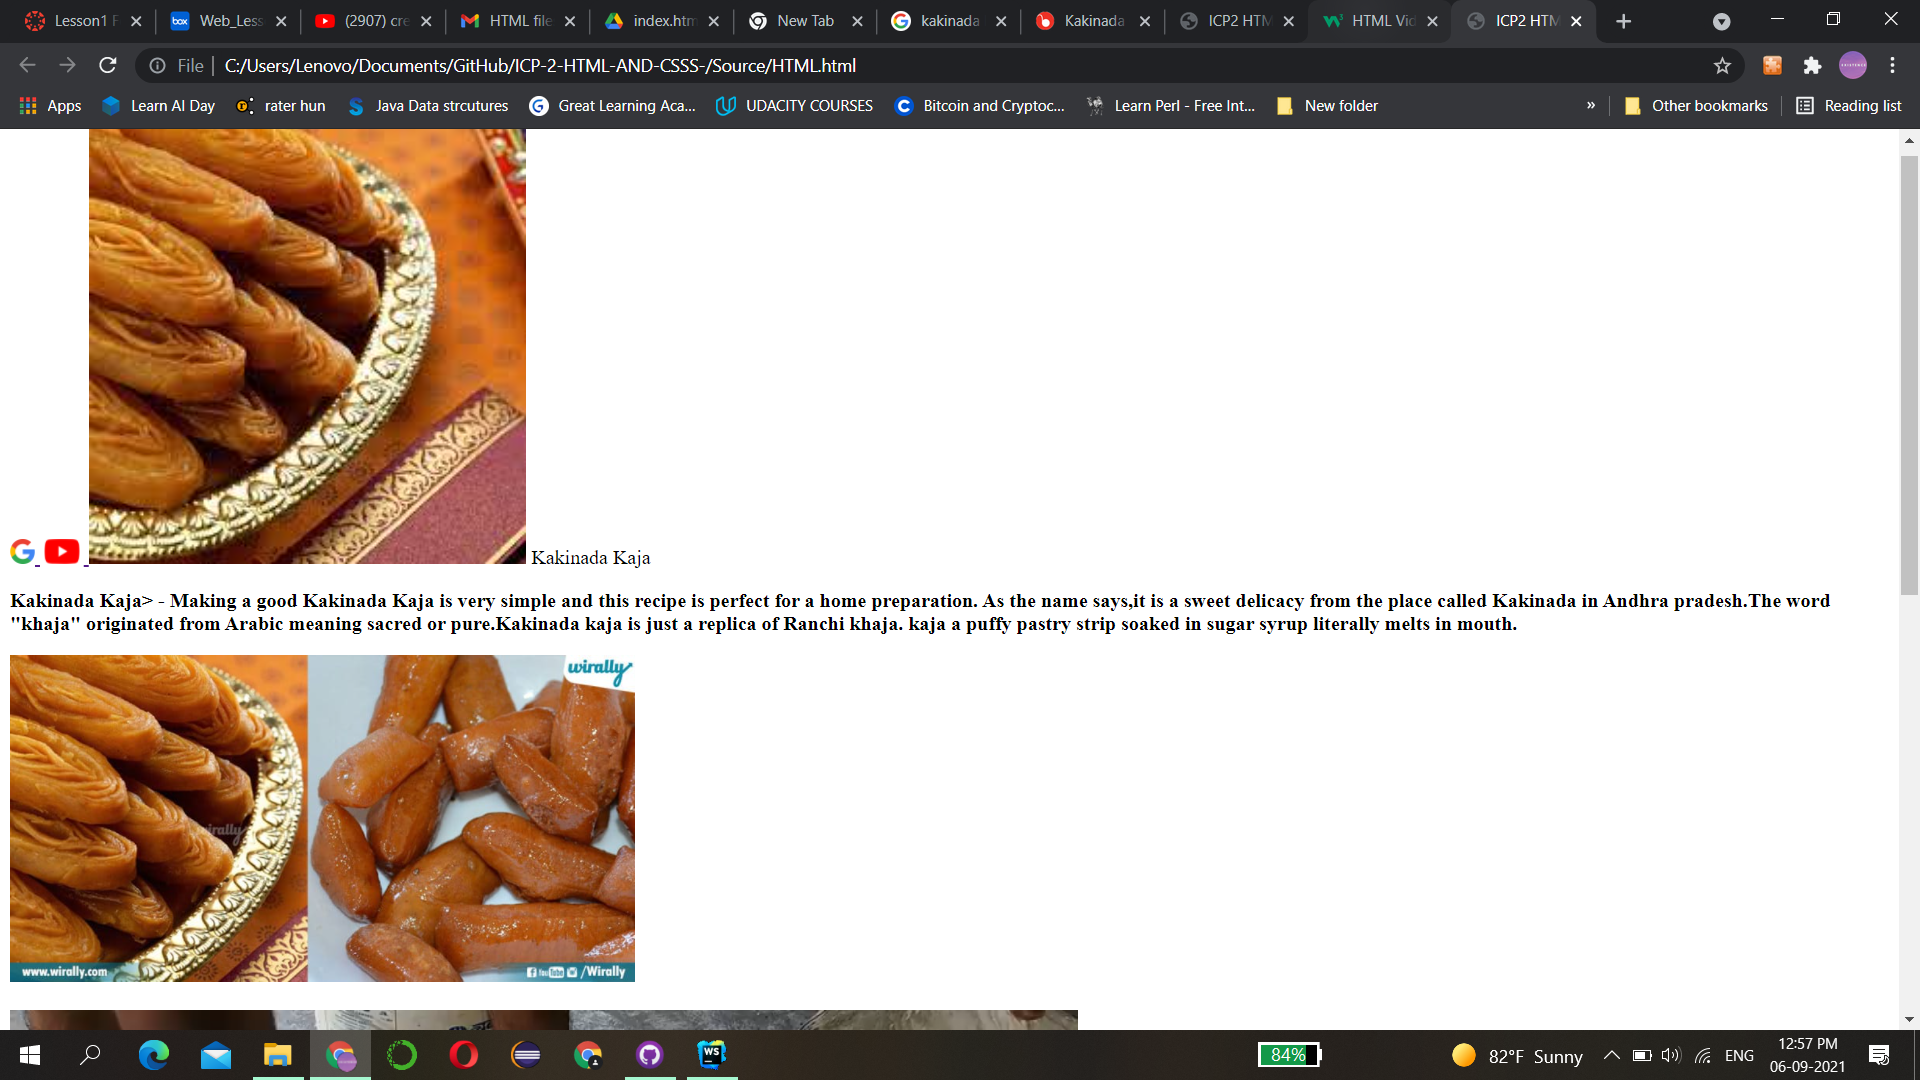 Lesson1 F
box Web_Less
(2907) cre
HTML file
index.htm
New Tab
kakinada
Kakinada
ICP2 HTM
HTML Vid
ICP2 HTM
File | C:/Users/Lenovo/Documents/GitHub/ICP-2-HTML-AND-CSSS-/Source/HTML.html
Apps Learn AI Day rater hun Java Data strcutures Great Learning Aca... UDACITY COURSES Bitcoin and Cryptoc... Learn Perl - Free Int... New folder » Other bookmarks Reading list
Kakinada Kaja
Kakinada Kaja> - Making a good Kakinada Kaja is very simple and this recipe is perfect for a home preparation. As the name says,it is a sweet delicacy from the place called Kakinada in Andhra pradesh.The word
"khaja" originated from Arabic meaning sacred or pure.Kakinada kaja is just a replica of Ranchi khaja. kaja a puffy pastry strip soaked in sugar syrup literally melts in mouth.
wirally
wirally
www.wirally.com
YouTube /Wirally
WS
84%
82°F Sunny
ENG
12:57 PM
06-09-2021